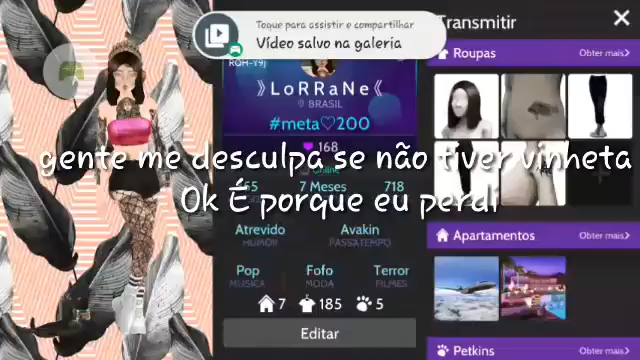 Toque para assistir e compartilhar
Vídeo salvo na galeria
Transmitir
Roupas
Obter mais>
》LoRRaNe《
BRASIL
#meta♡200
168
gente me desculpa se não tiver vinheta
Ok É porque eu perdi
7 Meses
718
Atrevido
HUMOR
Avakin
PASSATEMPO
Pop
MÚSICA
Fofo
MODA
Terror
FILMES
7
185
5
Editar
Apartamentos
Obter mais>
Petkins
Obter mais>